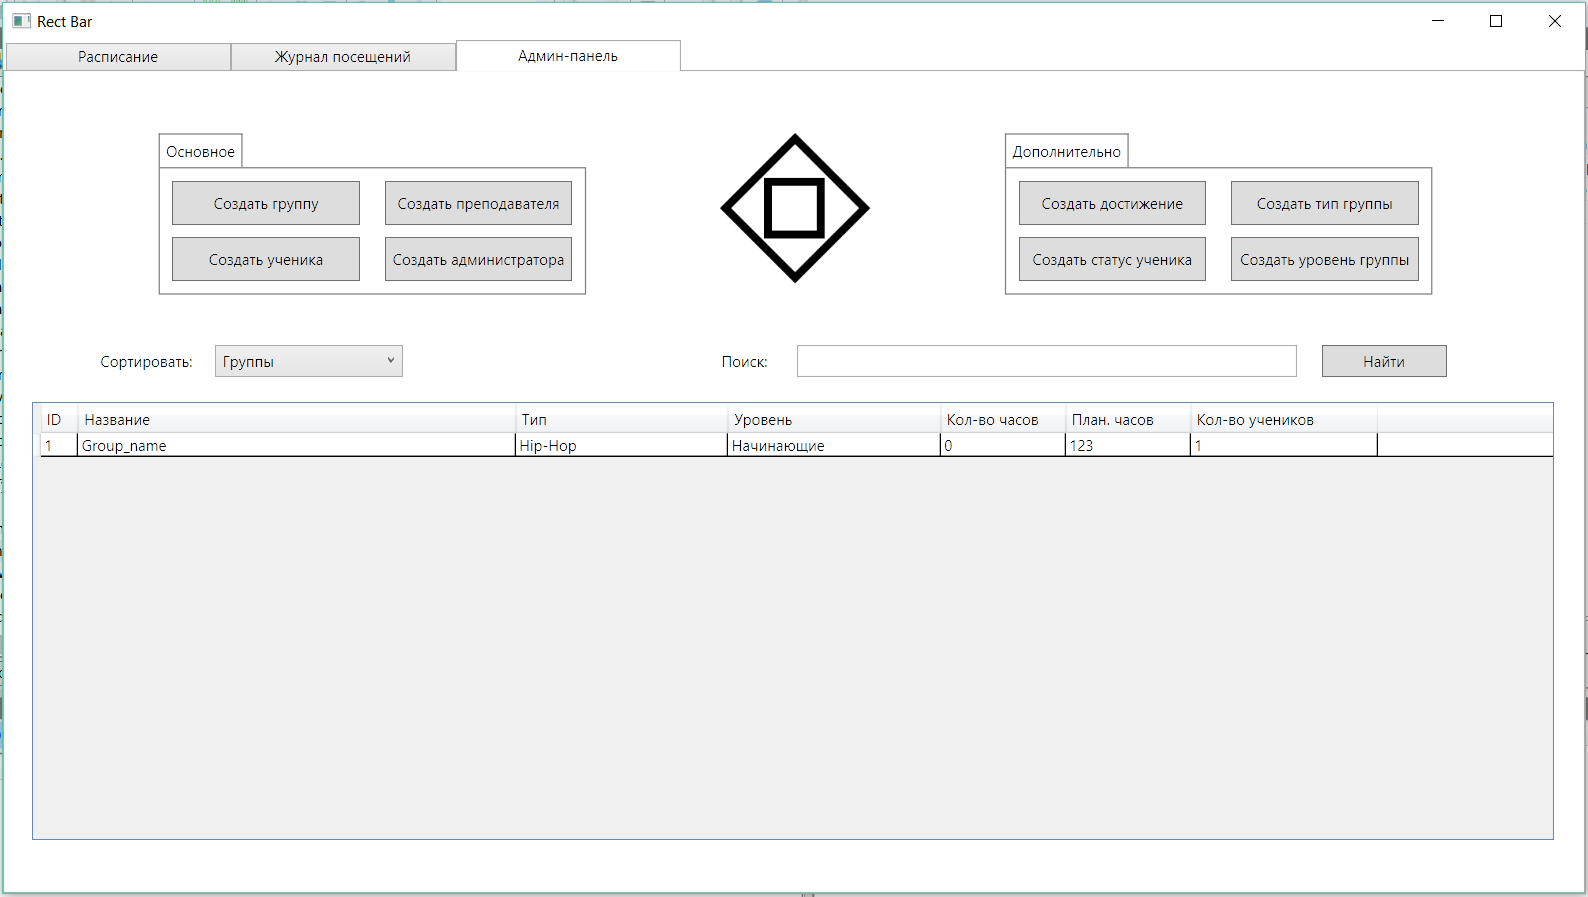 Rect Bar
Расписание
Журнал посещений
Админ-панель
Основное
Создать группу
Создать преподавателя
Создать ученика
Создать администратора
Дополнительно
Создать достижение
Создать тип группы
Создать статус ученика
Создать уровень группы
Сортировать:
Группы
Поиск:
Найти
ID Название Тип Уровень Кол-во часов План. часов Кол-во учеников
1 Group_name Hip-Hop Начинающие 0 123 1